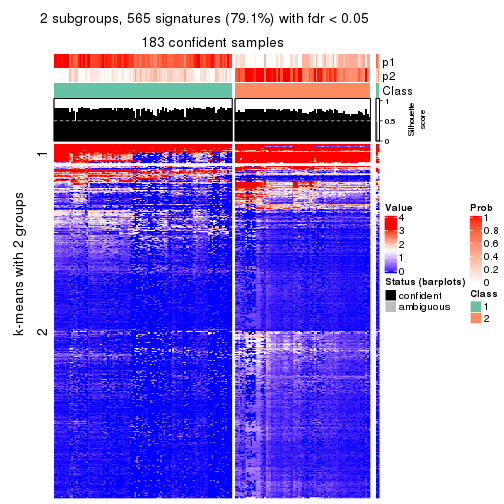 2 subgroups, 565 signatures (79.1%) with fdr < 0.05
183 confident samples
p1
p2
Class
1
0.5
0
Silhouette
score
k-means with 2 groups
1
2
Value
4
3
2
1
0
Status (barplots)
confident
ambiguous
Prob
1
0.8
0.6
0.4
0.2
0
Class
1
2